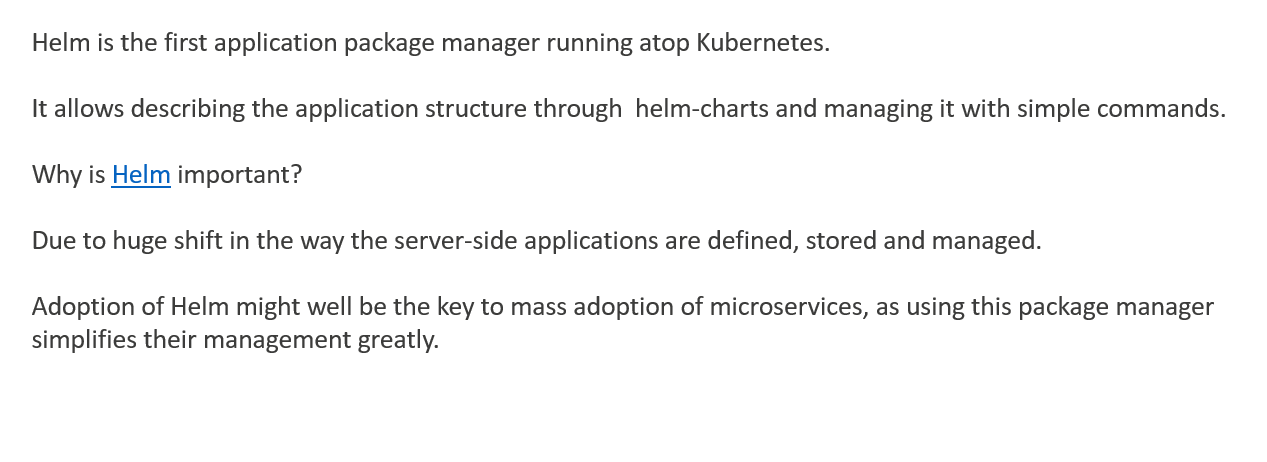 Helm is the first application package manager running atop Kubernetes.
It allows describing the application structure through  helm-charts and managing it with simple commands.
Why is Helm important?
Due to huge shift in the way the server-side applications are defined, stored and managed.
Adoption of Helm might well be the key to mass adoption of microservices, as using this package manager
simplifies their management greatly.